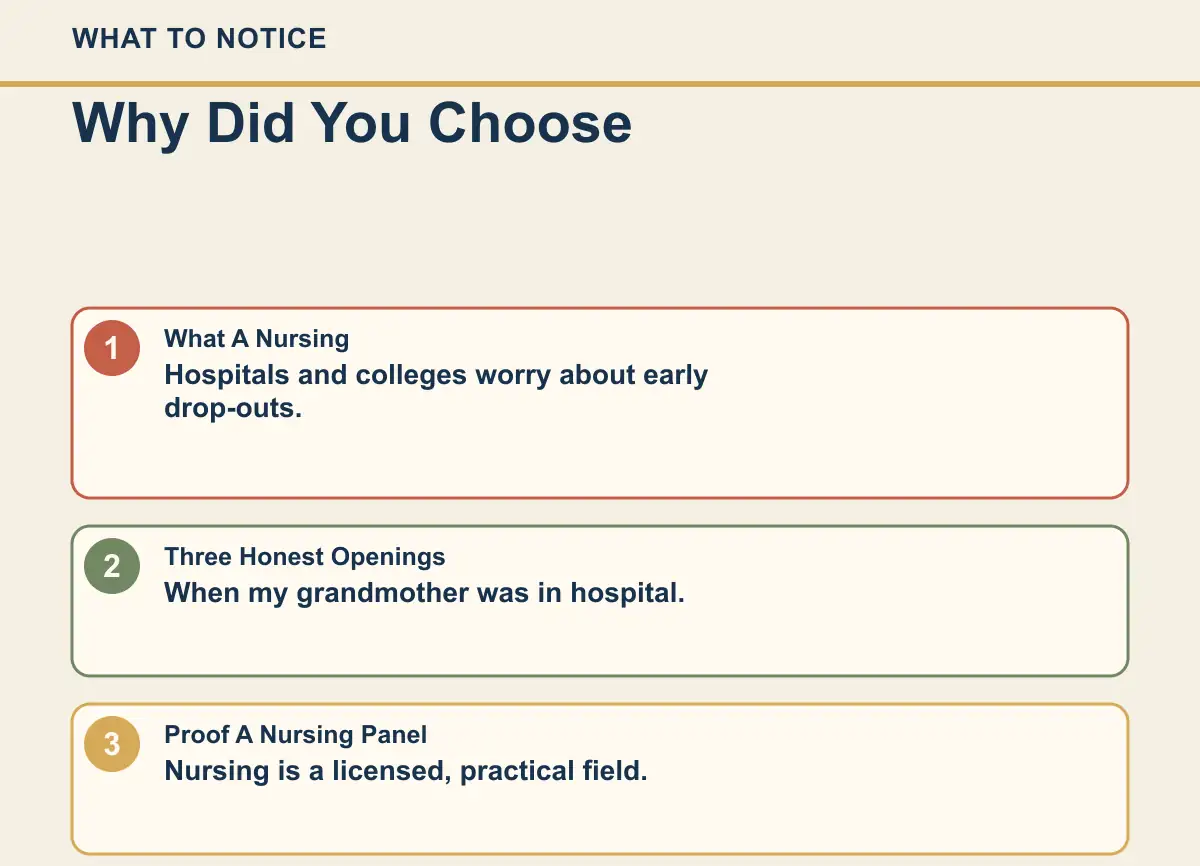 WHAT TO NOTICE
Why Did You Choose
1
What A Nursing
Hospitals and colleges worry about early
drop-outs.
2
Three Honest Openings
When my grandmother was in hospital.
3
Proof A Nursing Panel
Nursing is a licensed, practical field.